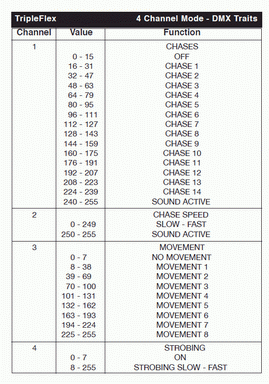 TripleFlex 4 Channel Mode - DMX Traits
Channel Value Function
1 CHASES
0 - 15 OFF
16 - 31 CHASE 1
32 - 47 CHASE 2
48 - 63 CHASE 3
64 - 79 CHASE 4
80 - 95 CHASE 5
96 - 111 CHASE 6
112 - 127 CHASE 7
128 - 143 CHASE 8
144 - 159 CHASE 9
160 - 175 CHASE 10
176 - 191 CHASE 11
192 - 207 CHASE 12
208 - 223 CHASE 13
224 - 239 CHASE 14
240 - 255 SOUND ACTIVE
2 CHASE SPEED
0 - 249 SLOW - FAST
250 - 255 SOUND ACTIVE
3 MOVEMENT
0 - 7 NO MOVEMENT
8 - 38 MOVEMENT 1
39 - 69 MOVEMENT 2
70 - 100 MOVEMENT 3
101 - 131 MOVEMENT 4
132 - 162 MOVEMENT 5
163 - 193 MOVEMENT 6
194 - 224 MOVEMENT 7
225 - 255 MOVEMENT 8
4 STROBING
0 - 7 ON
8 - 255 STROBING SLOW - FAST